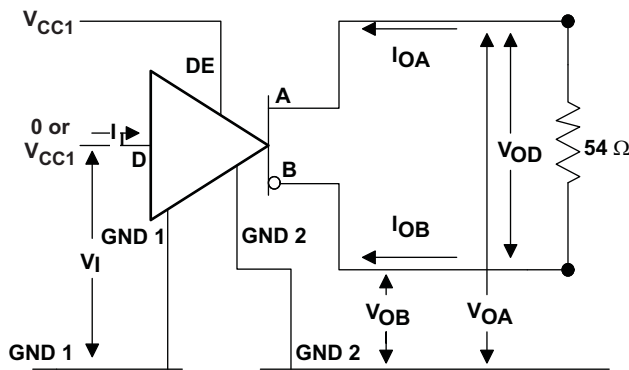 VCC1
DE
IOA
A
0 or
II
VCC1
D
B
VOD
54 Ω
GND 1
GND 2
IOB
VI
VOB
VOA
GND 1
GND 2